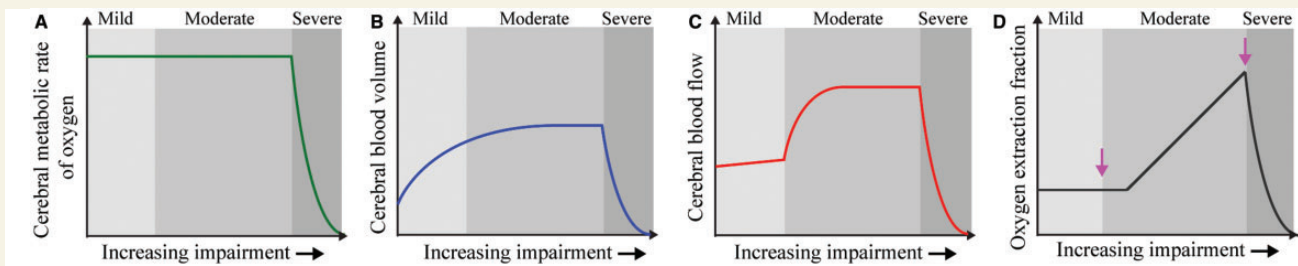 A Mild Moderate Severe
Cerebral metabolic rate
of oxygen
Increasing impairment
B Mild Moderate Severe
Cerebral blood volume
Increasing impairment
C Mild Moderate Severe
Cerebral blood flow
Increasing impairment
D Mild Moderate Severe
Oxygen extraction fraction
Increasing impairment